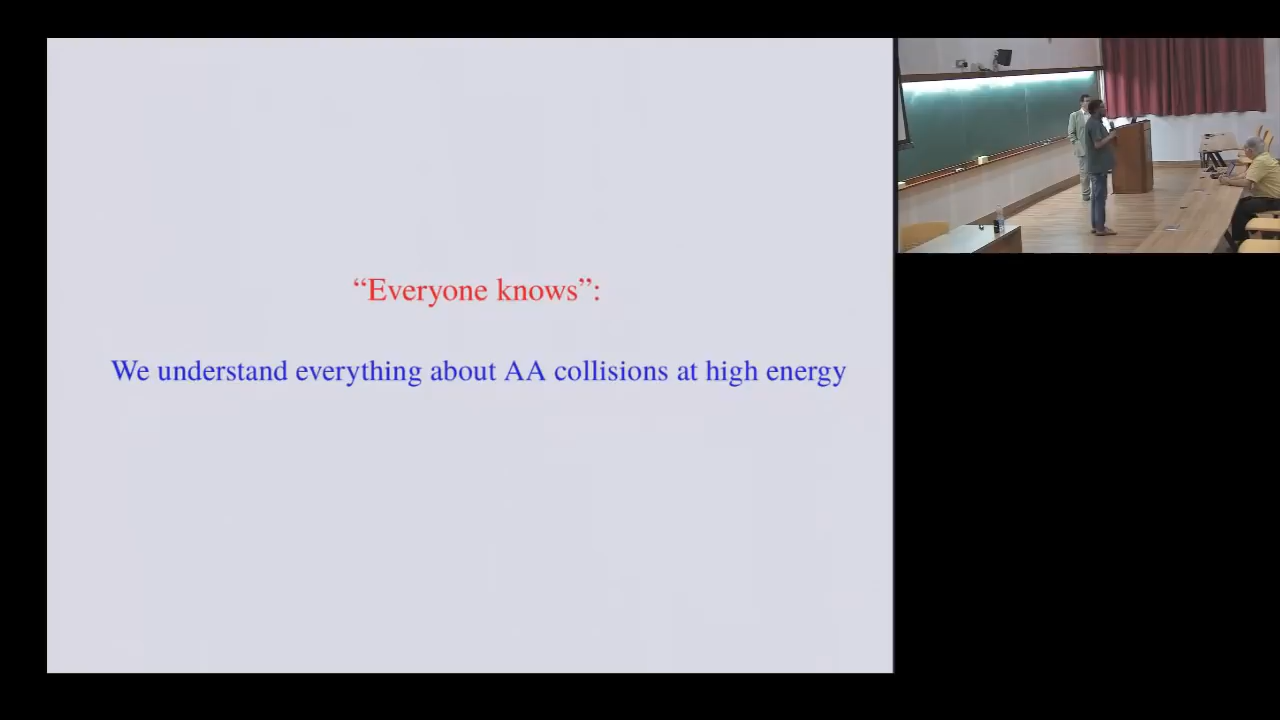 “Everyone knows”:
We understand everything about AA collisions at high energy